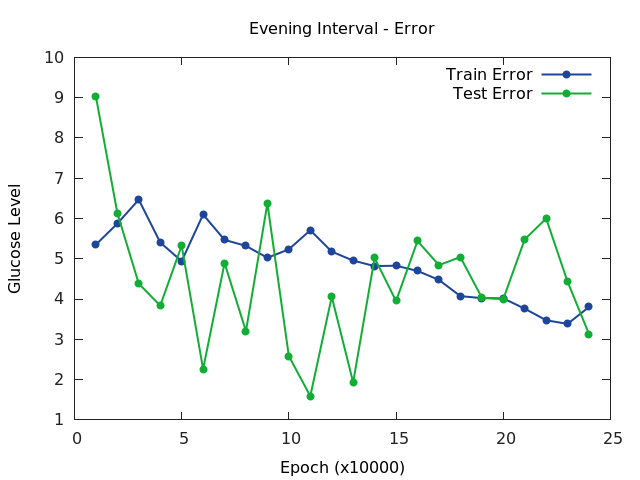 Evening Interval - Error
10
9
8
7
6
5
4
3
2
1
Glucose Level
Train Error
Test Error
0 5 10 15 20 25
Epoch (x10000)